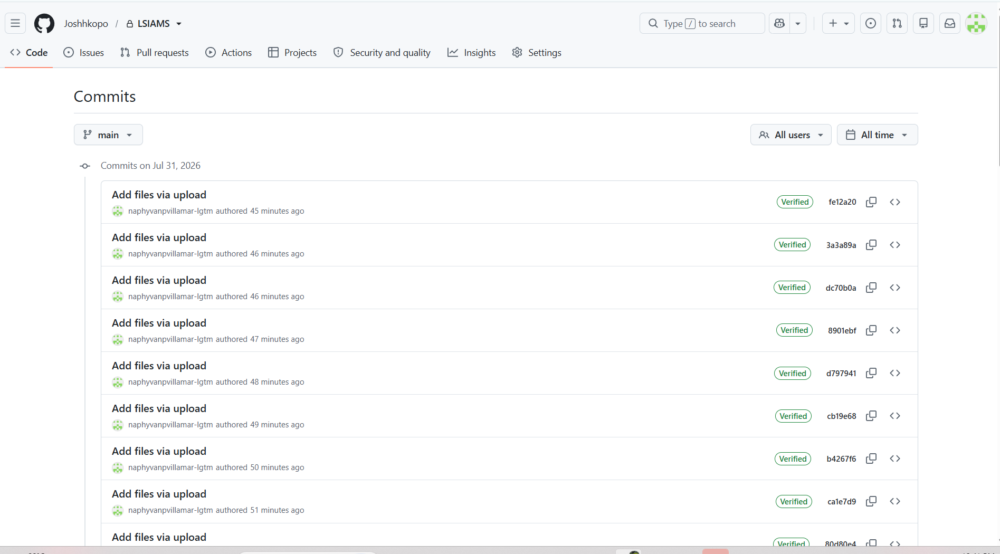 Joshhkopo / LSIAMS
Type / to search
Code Issues Pull requests Actions Projects Security and quality Insights Settings
Commits
main All users All time
Commits on Jul 31, 2026
Add files via upload
naphyvanpvillamar-lgtm authored 45 minutes ago
Verified fe12a20
Add files via upload
naphyvanpvillamar-lgtm authored 46 minutes ago
Verified 3a3a89a
Add files via upload
naphyvanpvillamar-lgtm authored 46 minutes ago
Verified dc70b0a
Add files via upload
naphyvanpvillamar-lgtm authored 47 minutes ago
Verified 8901ebf
Add files via upload
naphyvanpvillamar-lgtm authored 48 minutes ago
Verified d797941
Add files via upload
naphyvanpvillamar-lgtm authored 49 minutes ago
Verified cb19e68
Add files via upload
naphyvanpvillamar-lgtm authored 50 minutes ago
Verified b4267f6
Add files via upload
naphyvanpvillamar-lgtm authored 51 minutes ago
Verified ca1e7d9
Add files via upload
Verified 80d80e4